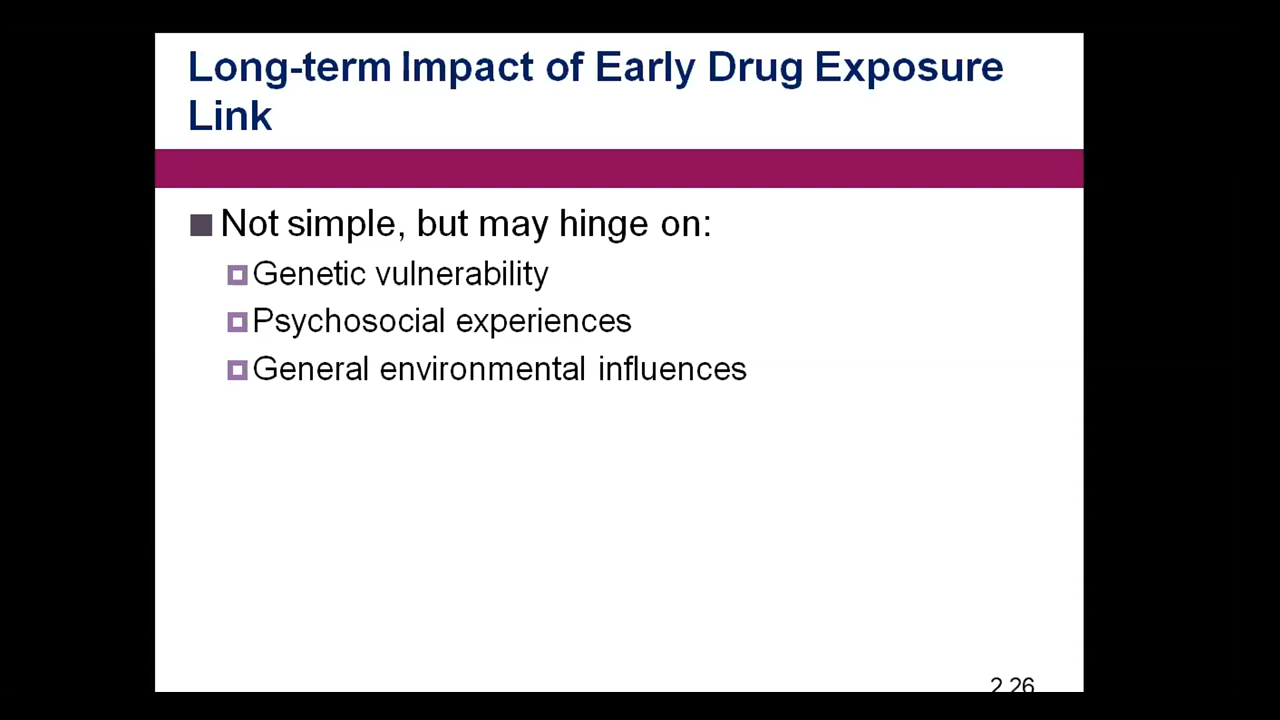 Long-term Impact of Early Drug Exposure
Link
Not simple, but may hinge on:
Genetic vulnerability
Psychosocial experiences
General environmental influences
2.26